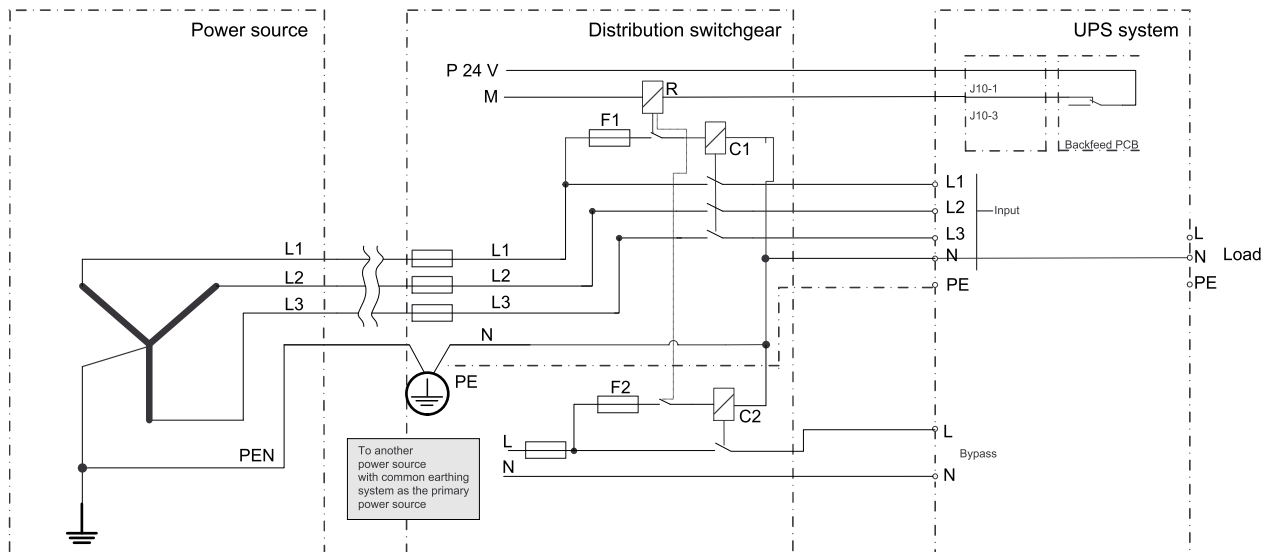 Power source
Distribution switchgear
UPS system
P 24 V
M
R
J10-1
J10-3
Backfeed PCB
F1
C1
L1
L2
L3
N
PE
Input
L
N
PE
Load
L1
L2
L3
L1
L2
L3
N
PE
PEN
F2
C2
L
N
L
N
Bypass
To another
power source
with common earthing
system as the primary
power source